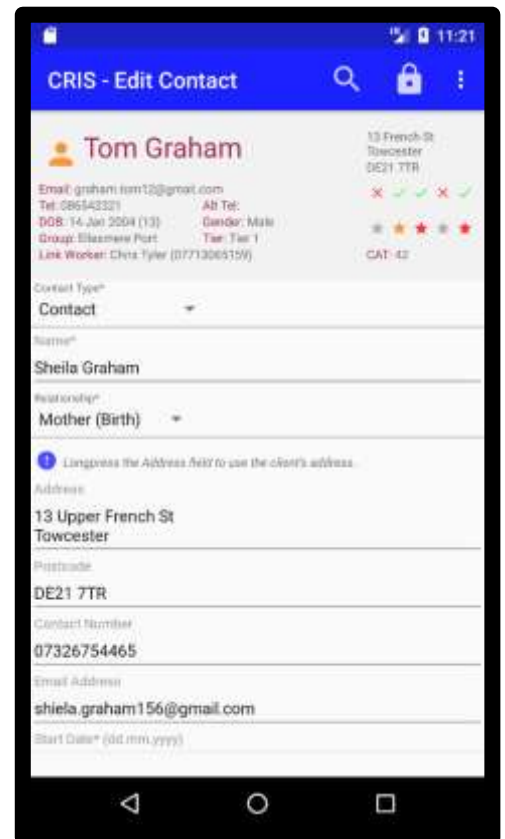 11:21
CRIS - Edit Contact
Tom Graham
13 French St
Towcester
DE21 7TR
Email: graham.tom12@gmail.com
Tel: 086543321 Alt Tel:
DOB: 14 Jan 2004 (13) Gender: Male
Group: Ellesmere Port Tier: Tier 1
Link Worker: Chris Tyler (07713065159) CAT: 42
Contact Type*
Contact
Name*
Sheila Graham
Relationship*
Mother (Birth)
Longpress the Address field to use the client's address.
Address
13 Upper French St
Towcester
Postcode
DE21 7TR
Contact Number
07326754465
Email Address
shiela.graham156@gmail.com
Start Date* (dd.mm.yyyy)